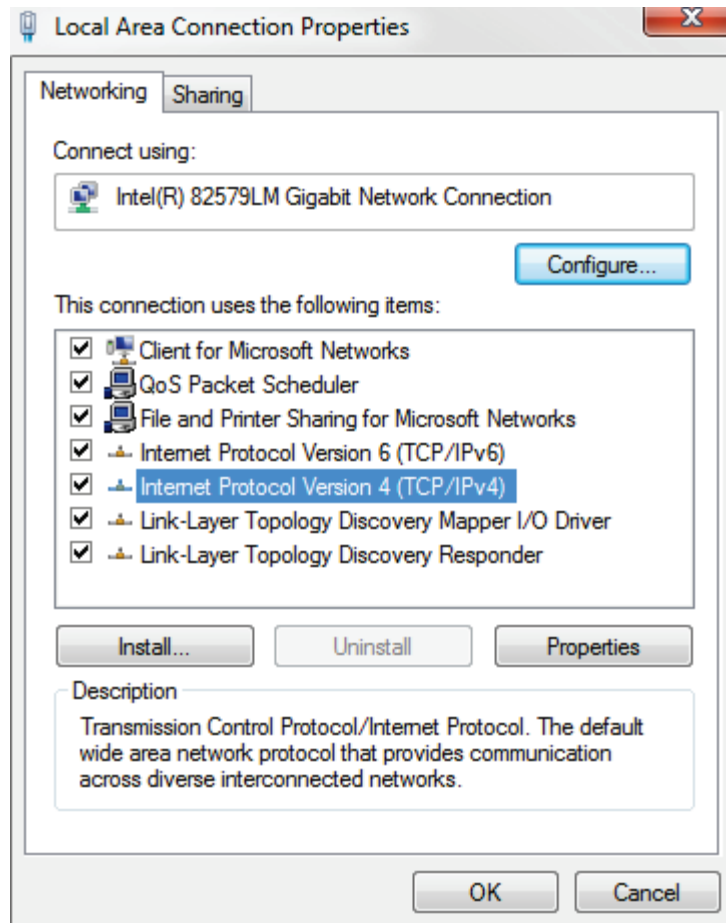 Local Area Connection Properties
Networking
Sharing
Connect using:
Intel(R) 82579LM Gigabit Network Connection
Configure...
This connection uses the following items:
Client for Microsoft Networks
QoS Packet Scheduler
File and Printer Sharing for Microsoft Networks
Internet Protocol Version 6 (TCP/IPv6)
Internet Protocol Version 4 (TCP/IPv4)
Link-Layer Topology Discovery Mapper I/O Driver
Link-Layer Topology Discovery Responder
Install...
Uninstall
Properties
Description
Transmission Control Protocol/Internet Protocol. The default
wide area network protocol that provides communication
across diverse interconnected networks.
OK
Cancel